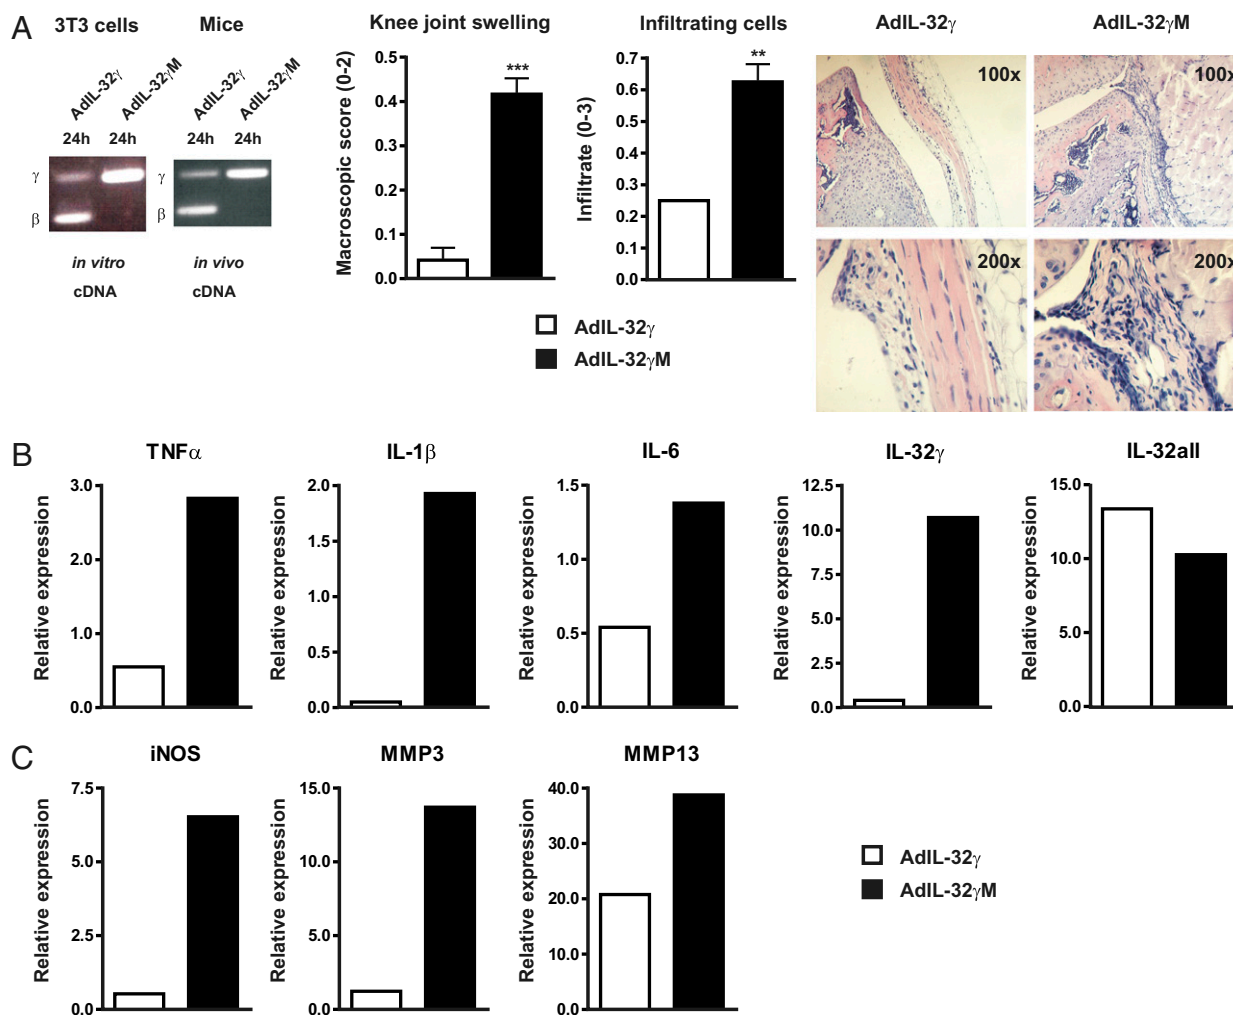 A
3T3 cells
Mice
AdIL-32γ
AdIL-32γM
AdIL-32γ
AdIL-32γM
24h
24h
24h
24h
γ
β
γ
β
in vitro
cDNA
in vivo
cDNA
Knee joint swelling
Macroscopic score (0-2)
0.5
0.4
0.3
0.2
0.1
0.0
***
Infiltrating cells
Infiltrate (0-3)
0.7
0.6
0.4
0.3
0.2
0.1
0.0
**
AdIL-32γ
AdIL-32γM
AdIL-32γ
AdIL-32γM
100x
100x
200x
200x
B
TNFα
Relative expression
3.0
2.0
1.0
0.0
IL-1β
Relative expression
2.0
1.5
1.0
0.5
0.0
IL-6
Relative expression
1.5
1.0
0.5
0.0
IL-32γ
Relative expression
12.5
10.0
7.5
5.0
2.5
0.0
IL-32all
Relative expression
15.0
10.0
5.0
0.0
C
iNOS
Relative expression
7.5
5.0
2.5
0.0
MMP3
Relative expression
15.0
10.0
5.0
0.0
MMP13
Relative expression
40.0
30.0
20.0
10.0
0.0
AdIL-32γ
AdIL-32γM